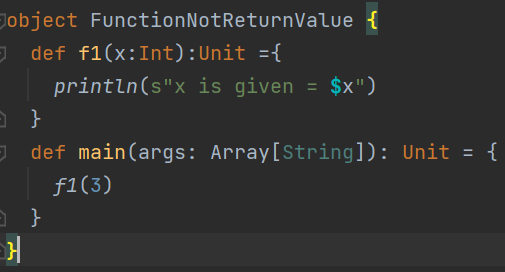 object FunctionNotReturnValue {
  def f1(x:Int):Unit ={
    println(s"x is given = $x")
  }
  def main(args: Array[String]): Unit = {
    f1(3)
  }
}